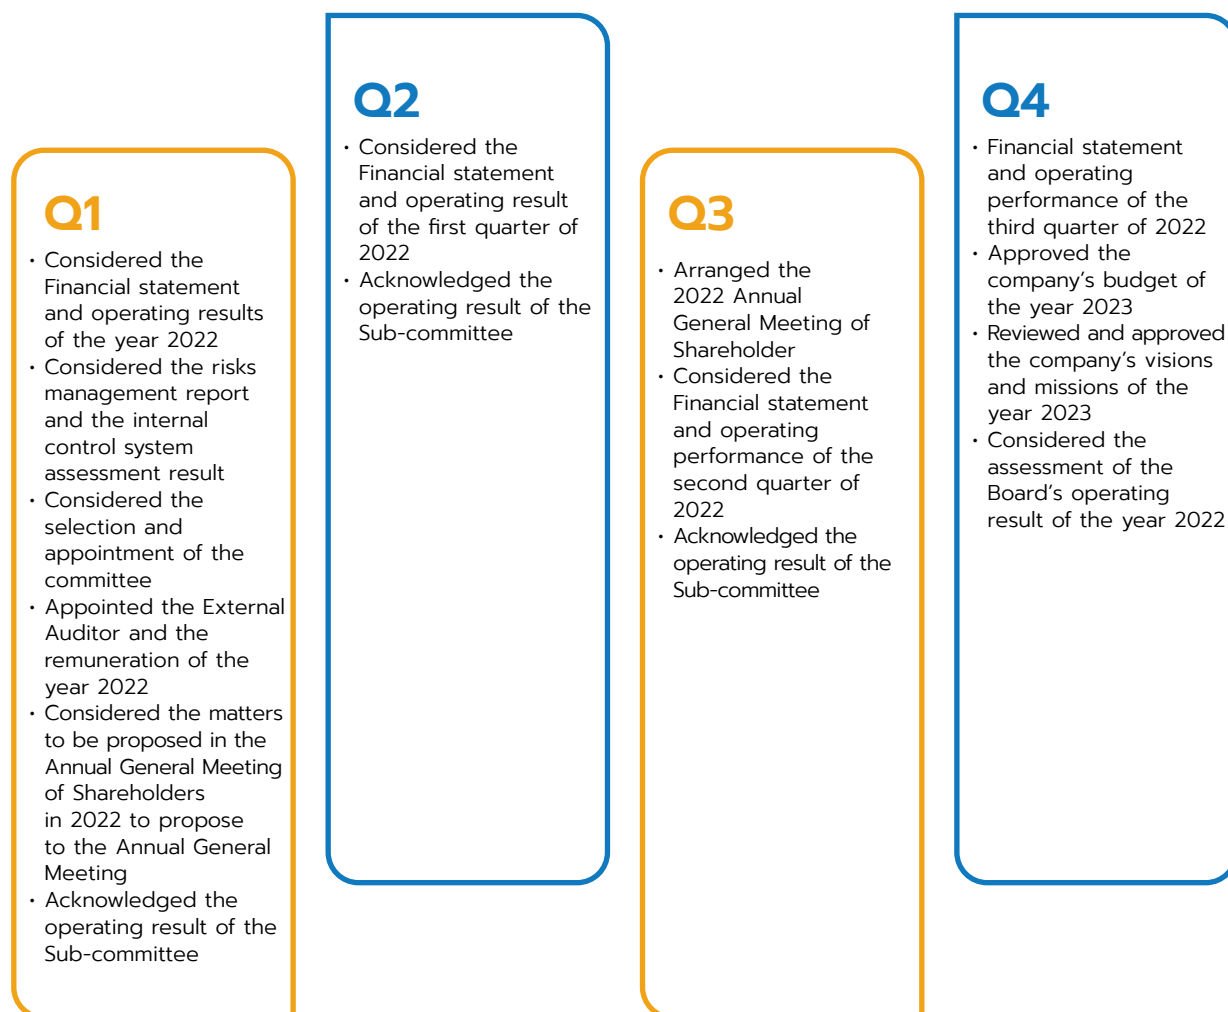 Q1
· Considered the
Financial statement
and operating results
of the year 2022
· Considered the risks
management report
and the internal
control system
assessment result
· Considered the
selection and
appointment of the
committee
· Appointed the External
Auditor and the
remuneration of the
year 2022
· Considered the matters
to be proposed in the
Annual General Meeting
of Shareholders
in 2022 to propose
to the Annual General
Meeting
· Acknowledged the
operating result of the
Sub-committee
Q2
· Considered the
Financial statement
and operating result
of the first quarter of
2022
· Acknowledged the
operating result of the
Sub-committee
Q3
· Arranged the
2022 Annual
General Meeting of
Shareholder
· Considered the
Financial statement
and operating
performance of the
second quarter of
2022
· Acknowledged the
operating result of the
Sub-committee
Q4
· Financial statement
and operating
performance of the
third quarter of 2022
· Approved the
company’s budget of
the year 2023
· Reviewed and approved
the company’s visions
and missions of the
year 2023
· Considered the
assessment of the
Board’s operating
result of the year 2022